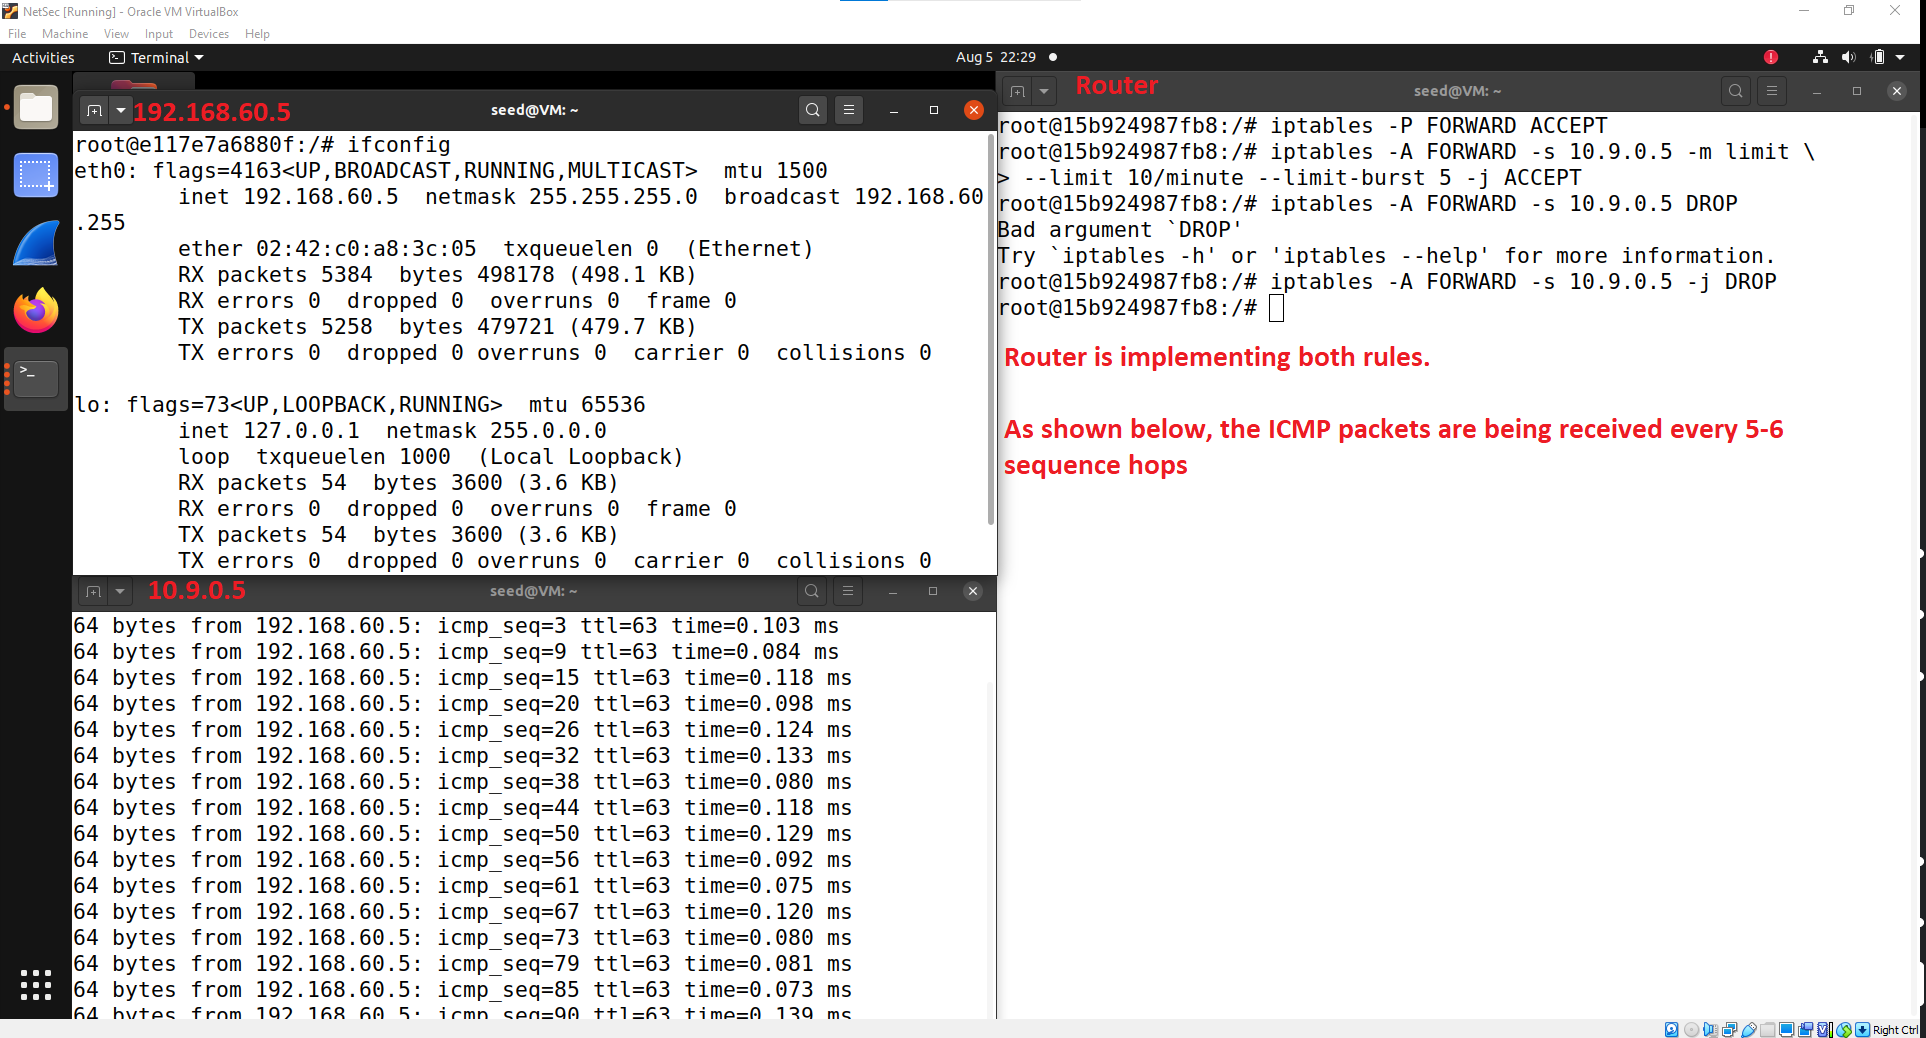 NetSec [Running] - Oracle VM VirtualBox
File Machine View Input Devices Help
Activities Terminal Aug 5 22:29
192.168.60.5 seed@VM: ~
root@e117e7a6880f:/# ifconfig
eth0: flags=4163<UP,BROADCAST,RUNNING,MULTICAST>  mtu 1500
        inet 192.168.60.5  netmask 255.255.255.0  broadcast 192.168.60
.255
        ether 02:42:c0:a8:3c:05  txqueuelen 0  (Ethernet)
        RX packets 5384  bytes 498178 (498.1 KB)
        RX errors 0  dropped 0  overruns 0  frame 0
        TX packets 5258  bytes 479721 (479.7 KB)
        TX errors 0  dropped 0 overruns 0  carrier 0  collisions 0
lo: flags=73<UP,LOOPBACK,RUNNING>  mtu 65536
        inet 127.0.0.1  netmask 255.0.0.0
        loop  txqueuelen 1000  (Local Loopback)
        RX packets 54  bytes 3600 (3.6 KB)
        RX errors 0  dropped 0  overruns 0  frame 0
        TX packets 54  bytes 3600 (3.6 KB)
        TX errors 0  dropped 0 overruns 0  carrier 0  collisions 0
10.9.0.5 seed@VM: ~
64 bytes from 192.168.60.5: icmp_seq=3 ttl=63 time=0.103 ms
64 bytes from 192.168.60.5: icmp_seq=9 ttl=63 time=0.084 ms
64 bytes from 192.168.60.5: icmp_seq=15 ttl=63 time=0.118 ms
64 bytes from 192.168.60.5: icmp_seq=20 ttl=63 time=0.098 ms
64 bytes from 192.168.60.5: icmp_seq=26 ttl=63 time=0.124 ms
64 bytes from 192.168.60.5: icmp_seq=32 ttl=63 time=0.133 ms
64 bytes from 192.168.60.5: icmp_seq=38 ttl=63 time=0.080 ms
64 bytes from 192.168.60.5: icmp_seq=44 ttl=63 time=0.118 ms
64 bytes from 192.168.60.5: icmp_seq=50 ttl=63 time=0.129 ms
64 bytes from 192.168.60.5: icmp_seq=56 ttl=63 time=0.092 ms
64 bytes from 192.168.60.5: icmp_seq=61 ttl=63 time=0.075 ms
64 bytes from 192.168.60.5: icmp_seq=67 ttl=63 time=0.120 ms
64 bytes from 192.168.60.5: icmp_seq=73 ttl=63 time=0.080 ms
64 bytes from 192.168.60.5: icmp_seq=79 ttl=63 time=0.081 ms
64 bytes from 192.168.60.5: icmp_seq=85 ttl=63 time=0.073 ms
64 bytes from 192.168.60.5: icmp_seq=90 ttl=63 time=0.139 ms
Router seed@VM: ~
root@15b924987fb8:/# iptables -P FORWARD ACCEPT
root@15b924987fb8:/# iptables -A FORWARD -s 10.9.0.5 -m limit \
> --limit 10/minute --limit-burst 5 -j ACCEPT
root@15b924987fb8:/# iptables -A FORWARD -s 10.9.0.5 DROP
Bad argument `DROP'
Try `iptables -h' or 'iptables --help' for more information.
root@15b924987fb8:/# iptables -A FORWARD -s 10.9.0.5 -j DROP
root@15b924987fb8:/#
Router is implementing both rules.
As shown below, the ICMP packets are being received every 5-6
sequence hops
Right Ctrl